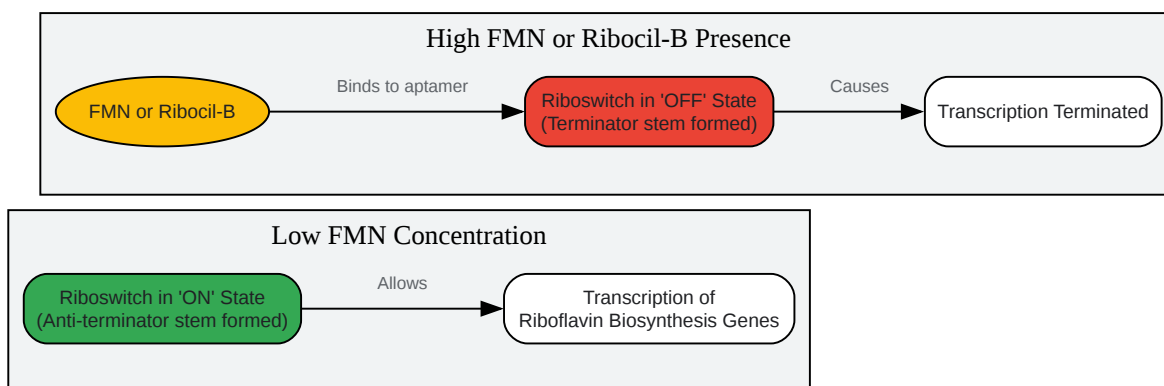 High FMN or Ribocil-B Presence
FMN or Ribocil-B
Binds to aptamer
Riboswitch in 'OFF' State
(Terminator stem formed)
Causes
Transcription Terminated
Low FMN Concentration
Riboswitch in 'ON' State
(Anti-terminator stem formed)
Allows
Transcription of
Riboflavin Biosynthesis Genes